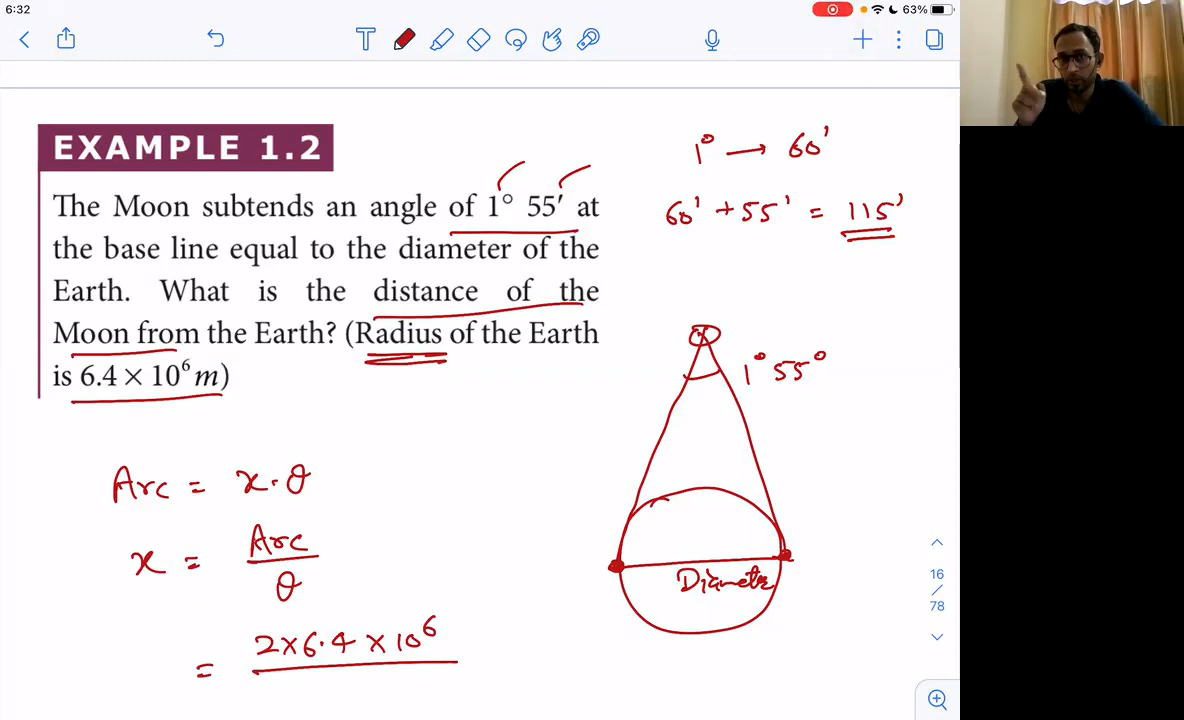 6:32
63%
T
EXAMPLE 1.2
The Moon subtends an angle of 1° 55′ at
the base line equal to the diameter of the
Earth. What is the distance of the
Moon from the Earth? (Radius of the Earth
is 6.4 × 10⁶ m)
1° → 60'
60' + 55' = 115'
1° 55°
Diameter
Arc = x·θ
x = Arc / θ
= 2×6.4×10⁶
16
/
78